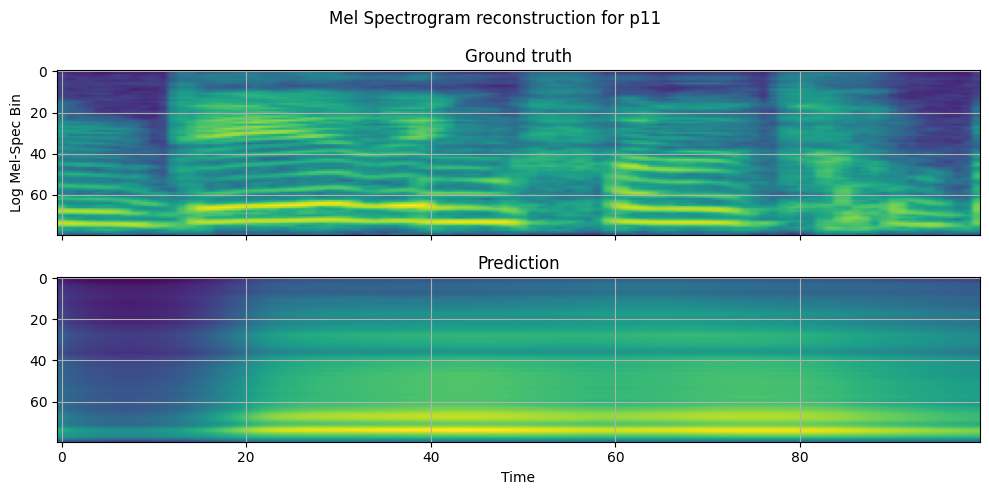 Mel Spectrogram reconstruction for p11
Ground truth
0
20
40
60
Log Mel-Spec Bin
Prediction
0
20
40
60
0 20 40 60 80
Time